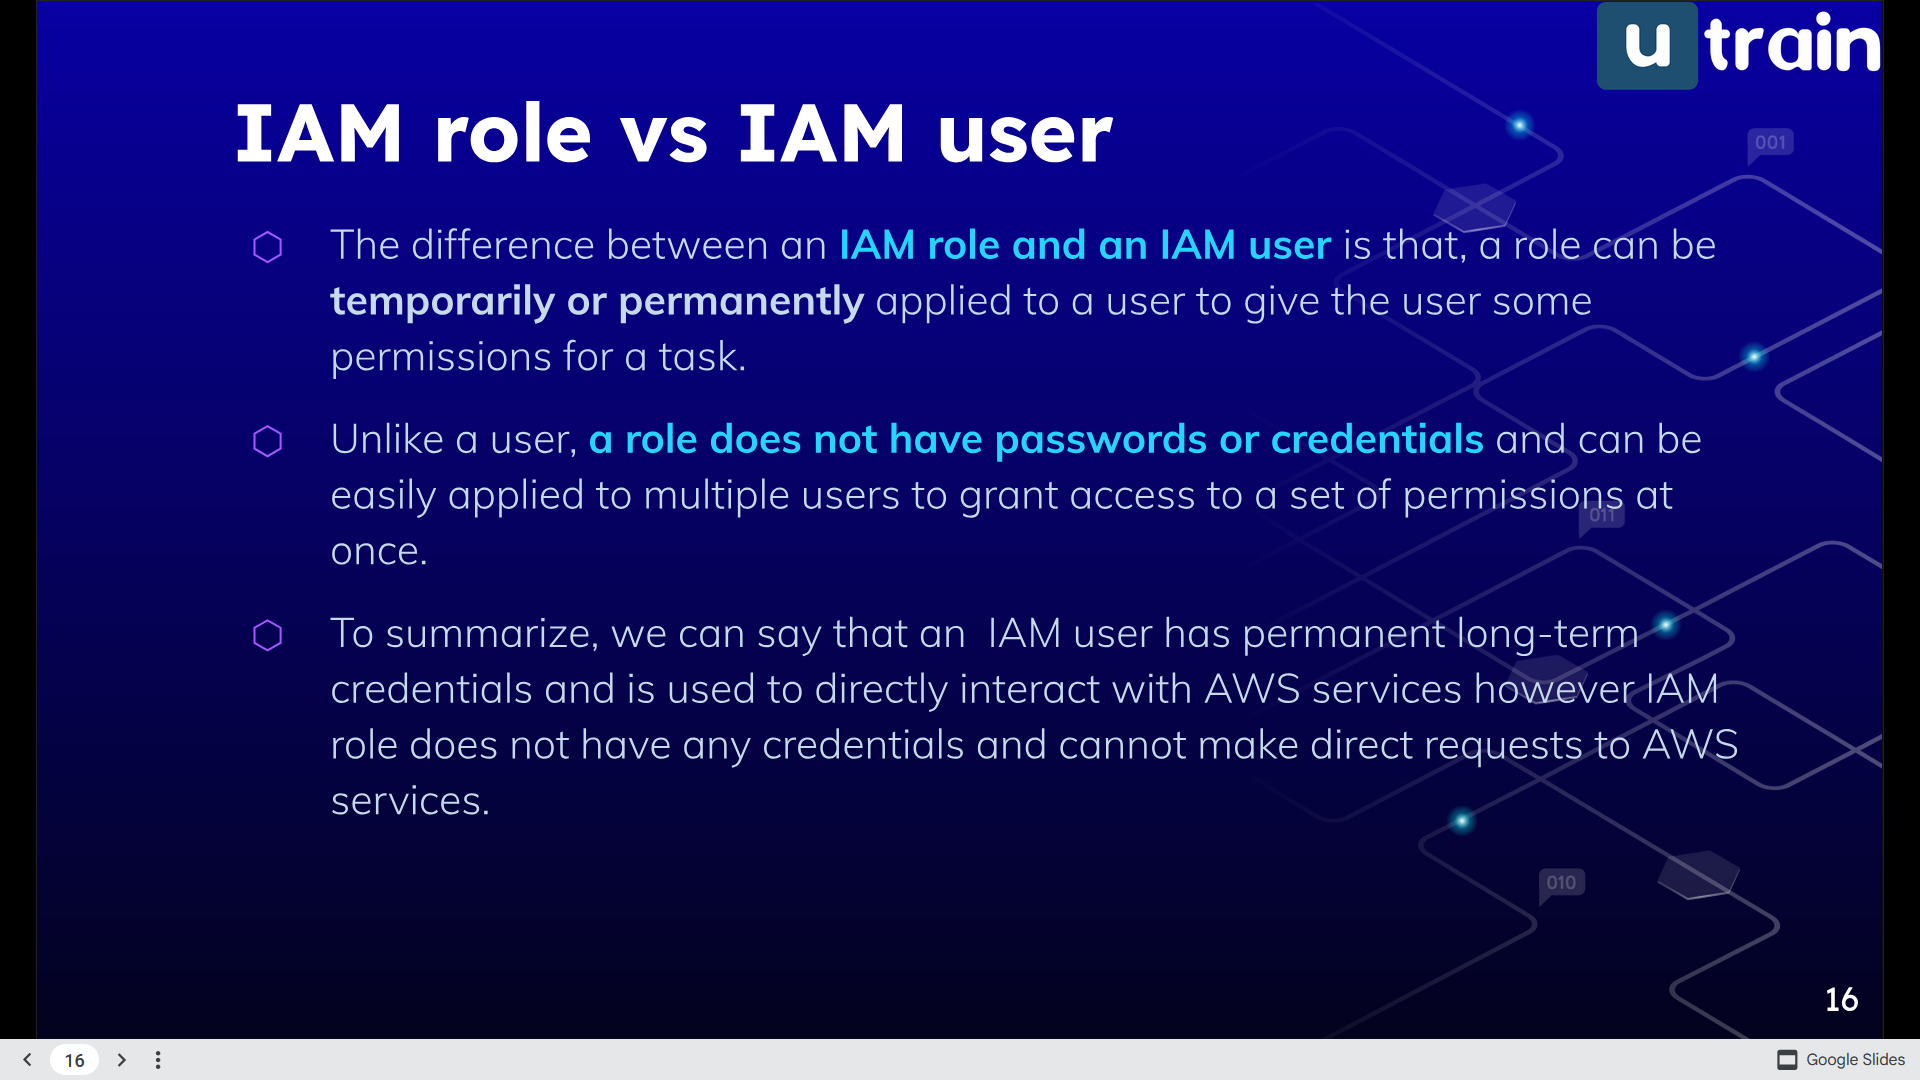 u train
IAM role vs IAM user
001
The difference between an IAM role and an IAM user is that, a role can be
temporarily or permanently applied to a user to give the user some
permissions for a task.
Unlike a user, a role does not have passwords or credentials and can be
easily applied to multiple users to grant access to a set of permissions at
011
once.
To summarize, we can say that an  IAM user has permanent long-term
credentials and is used to directly interact with AWS services however IAM
role does not have any credentials and cannot make direct requests to AWS
services.
010
16
16
Google Slides